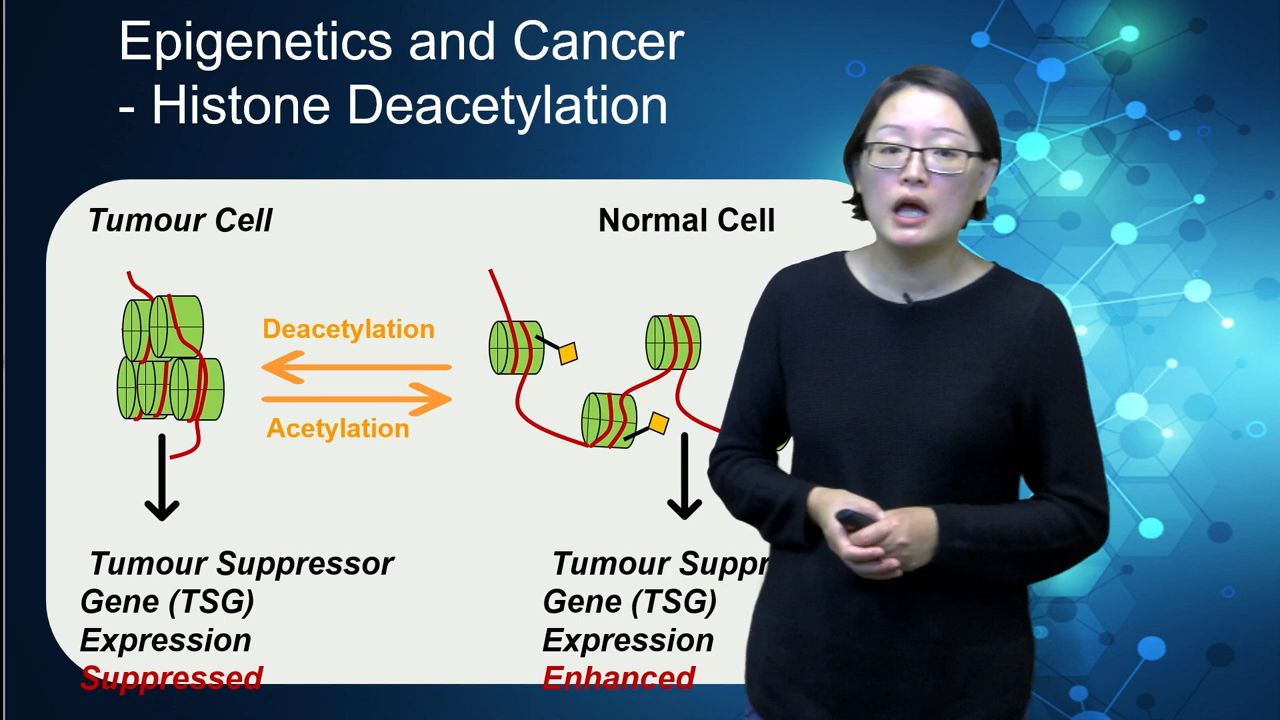 Epigenetics and Cancer
- Histone Deacetylation
Tumour Cell
Normal Cell
Deacetylation
Acetylation
Tumour Suppressor
Gene (TSG)
Expression
Suppressed
Tumour Suppr
Gene (TSG)
Expression
Enhanced